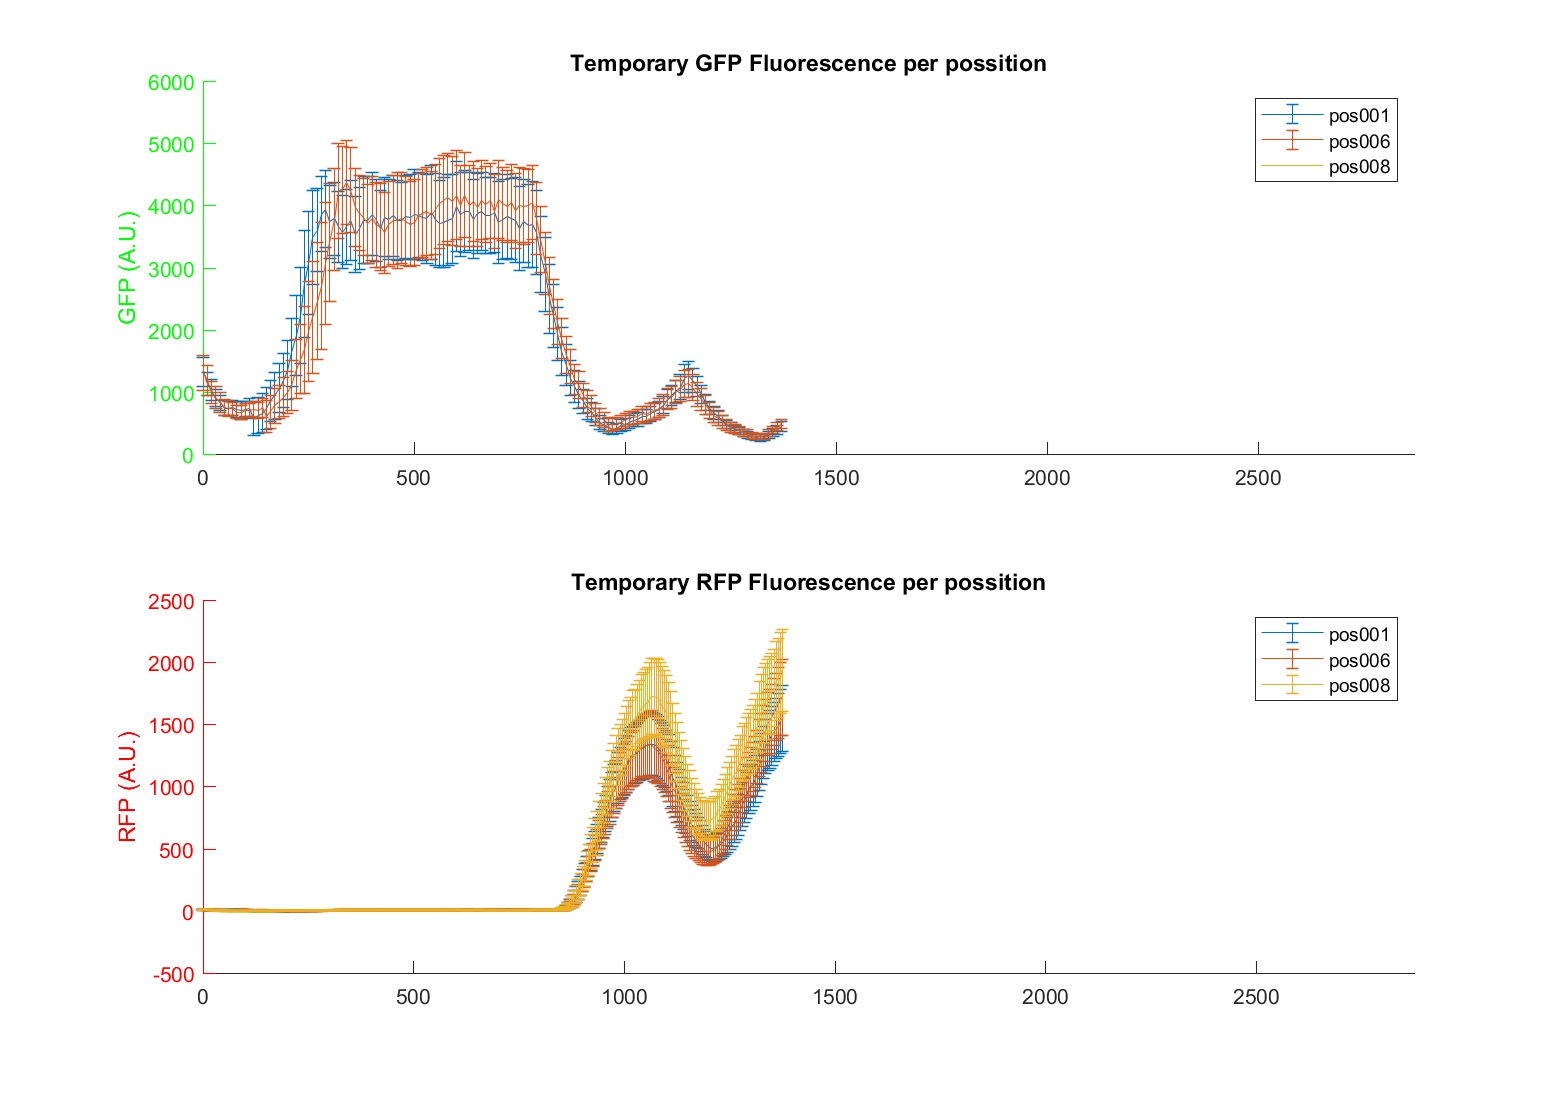 Temporary GFP Fluorescence per possition
6000
5000
4000
3000
2000
1000
0
GFP (A.U.)
0 500 1000 1500 2000 2500
pos001
pos006
pos008
Temporary RFP Fluorescence per possition
2500
2000
1500
1000
500
0
-500
RFP (A.U.)
0 500 1000 1500 2000 2500
pos001
pos006
pos008